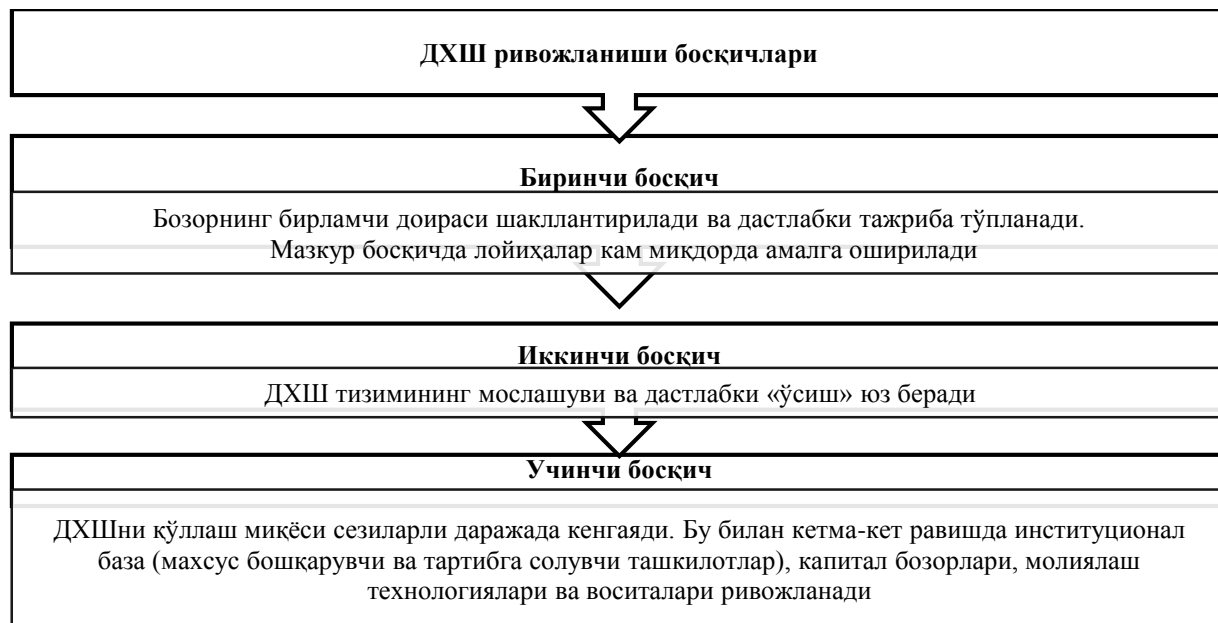 ДХШ ривожланиши босқичлари
Биринчи босқич
Бозорнинг бирламчи доираси шакллантирилади ва дастлабки тажриба тўпланади.
Мазкур босқичда лойиҳалар кам миқдорда амалга оширилади
Иккинчи босқич
ДХШ тизимининг мослашуви ва дастлабки «ўсиш» юз беради
Учинчи босқич
ДХШни қўллаш миқёси сезиларли даражада кенгаяди. Бу билан кетма-кет равишда институционал
база (махсус бошқарувчи ва тартибга солувчи ташкилотлар), капитал бозорлари, молиялаш
технологиялари ва воситалари ривожланади